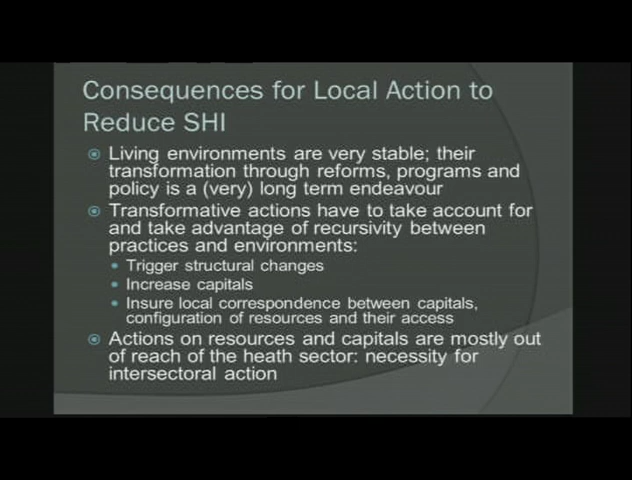 Consequences for Local Action to
Reduce SHI
Living environments are very stable; their
transformation through reforms, programs and
policy is a (very) long term endeavour
Transformative actions have to take account for
and take advantage of recursivity between
practices and environments:
Trigger structural changes
Increase capitals
Insure local correspondence between capitals,
configuration of resources and their access
Actions on resources and capitals are mostly out
of reach of the heath sector: necessity for
intersectoral action